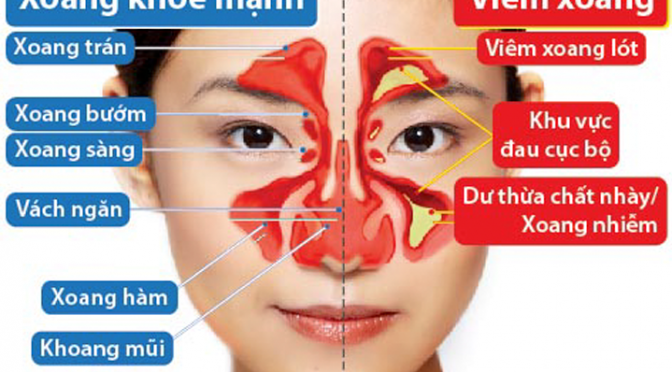 Xoang khoẻ mạnh
Viêm xoang
Xoang trán
Viêm xoang lót
Xoang bướm
Xoang sàng
Khu vực
đau cục bộ
Vách ngăn
Dư thừa chất nhày/
Xoang nhiễm
Xoang hàm
Khoang mũi